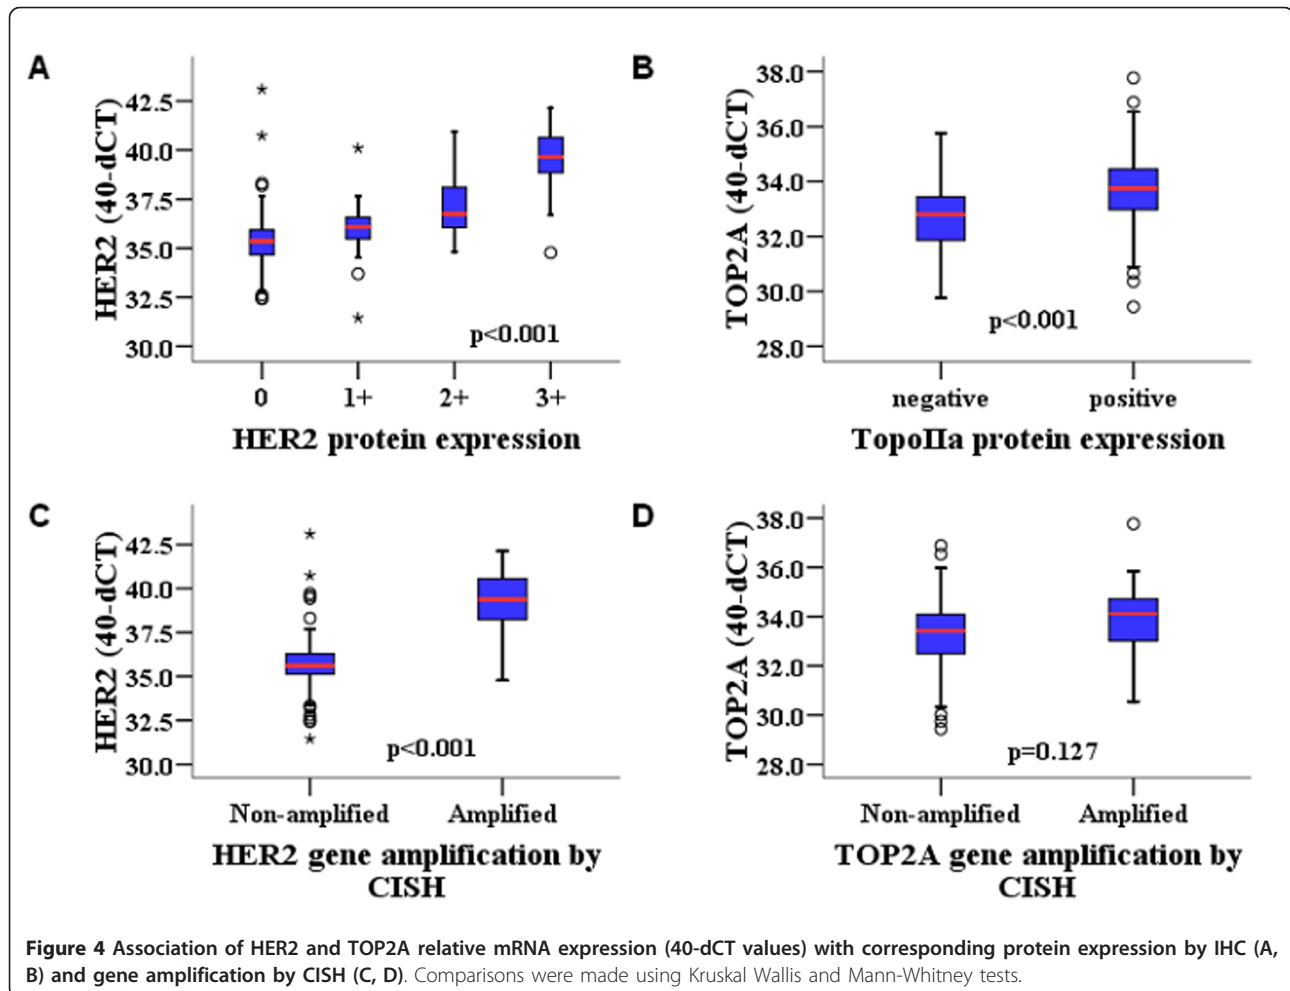 A
HER2 (40-dCT)
42.5
40.0
37.5
35.0
32.5
30.0
p<0.001
0 1+ 2+ 3+
HER2 protein expression
B
TOP2A (40-dCT)
38.0
36.0
34.0
32.0
30.0
28.0
p<0.001
negative positive
TopoIIa protein expression
C
HER2 (40-dCT)
42.5
40.0
37.5
35.0
32.5
30.0
p<0.001
Non-amplified Amplified
HER2 gene amplification by
CISH
D
TOP2A (40-dCT)
38.0
36.0
34.0
32.0
30.0
28.0
p=0.127
Non-amplified Amplified
TOP2A gene amplification by
CISH
Figure 4 Association of HER2 and TOP2A relative mRNA expression (40-dCT values) with corresponding protein expression by IHC (A,
B) and gene amplification by CISH (C, D). Comparisons were made using Kruskal Wallis and Mann-Whitney tests.